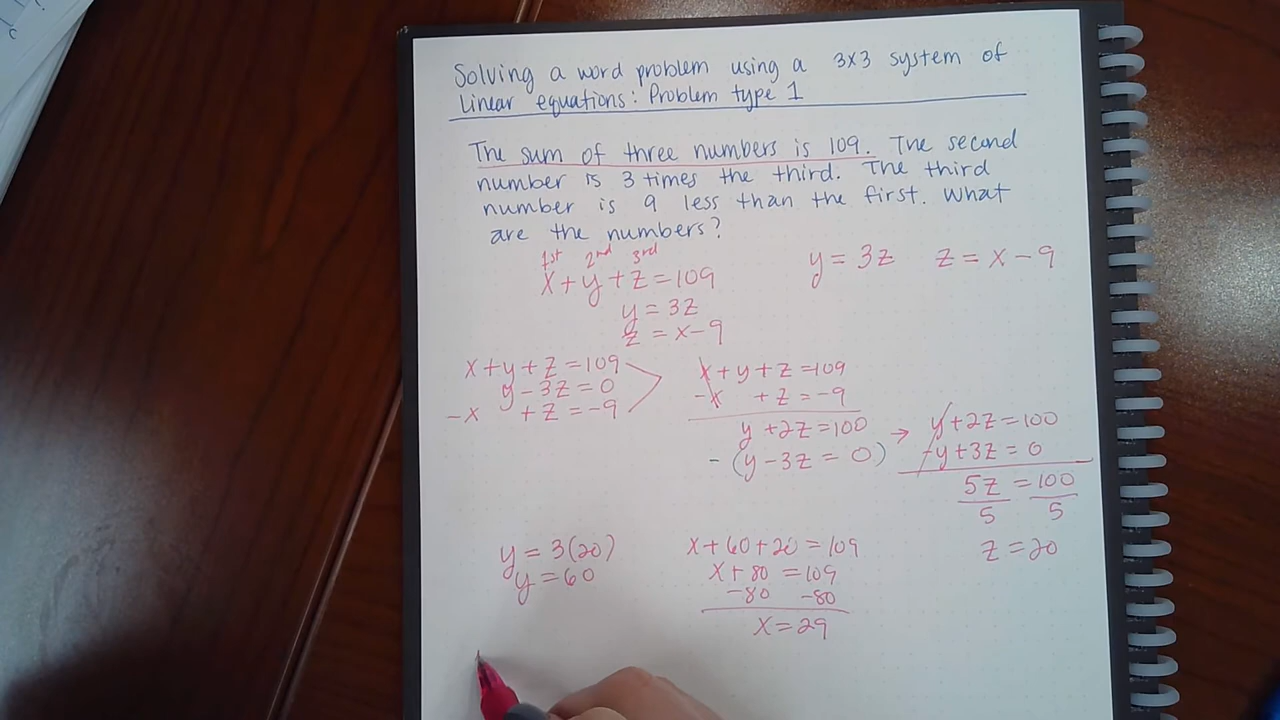 Solving a word problem using a 3x3 system of
linear equations: Problem type 1
The sum of three numbers is 109. The second
number is 3 times the third. The third
number is 9 less than the first. What
are the numbers?
1st 2nd 3rd
x+y+z=109
y=3z z=x-9
y=3z
z=x-9
x+y+z=109
y-3z=0
-x +z=-9
x+y+z=109
-x +z=-9
y+2z=100
-(y-3z=0)
→ y+2z=100
-y+3z=0
5z=100
5 5
z=20
y=3(20)
y=60
x+60+20=109
x+80=109
-80 -80
x=29